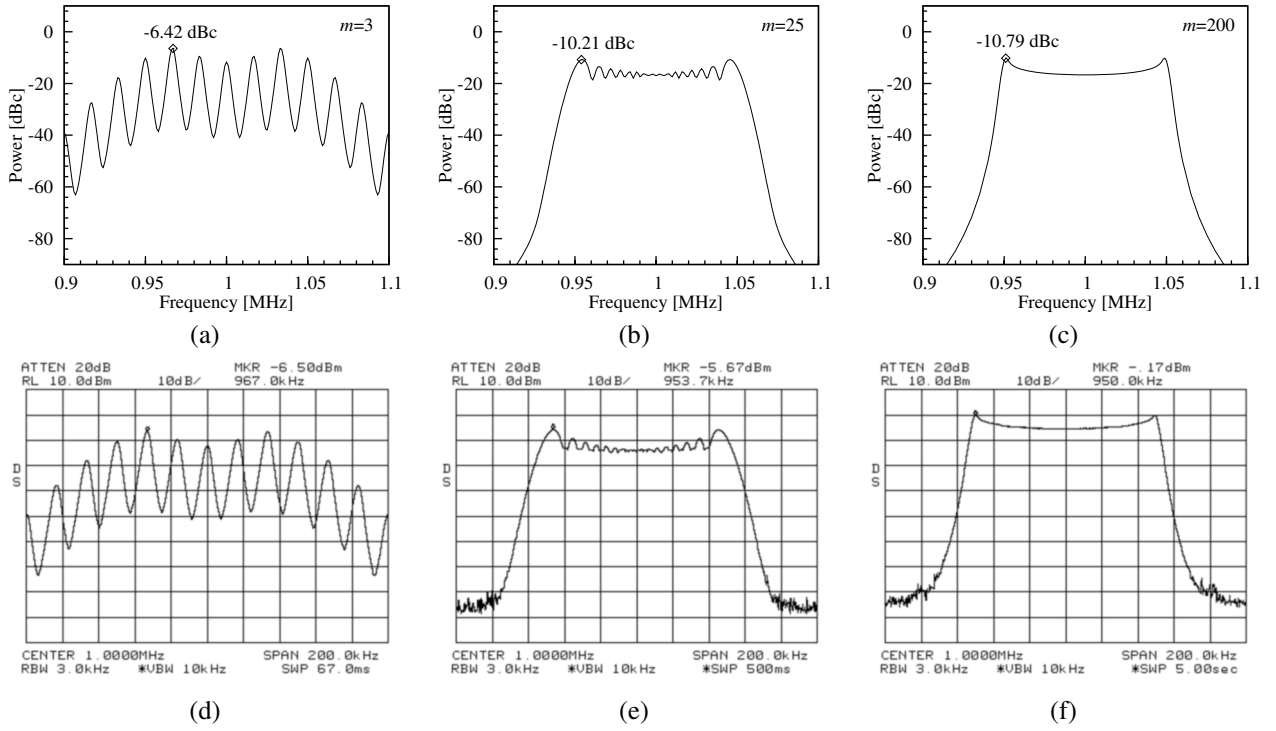 m=3
-6.42 dBc
0
-20
-40
-60
-80
Power [dBc]
0.9
0.95
1
1.05
1.1
Frequency [MHz]
(a)
m=25
-10.21 dBc
0
-20
-40
-60
-80
Power [dBc]
0.9
0.95
1
1.05
1.1
Frequency [MHz]
(b)
m=200
-10.79 dBc
0
-20
-40
-60
-80
Power [dBc]
0.9
0.95
1
1.05
1.1
Frequency [MHz]
(c)
ATTEN 20dB MKR -6.50dBm
RL 10.0dBm 10dB/ 967.0kHz
D
S
CENTER 1.0000MHz SPAN 200.0kHz
RBW 3.0kHz *VBW 10kHz SWP 67.0ms
(d)
ATTEN 20dB MKR -5.67dBm
RL 10.0dBm 10dB/ 953.7kHz
D
S
CENTER 1.0000MHz SPAN 200.0kHz
RBW 3.0kHz *VBW 10kHz *SWP 500ms
(e)
ATTEN 20dB MKR -.17dBm
RL 10.0dBm 10dB/ 950.0kHz
D
S
CENTER 1.0000MHz SPAN 200.0kHz
RBW 3.0kHz *VBW 10kHz *SWP 5.00sec
(f)